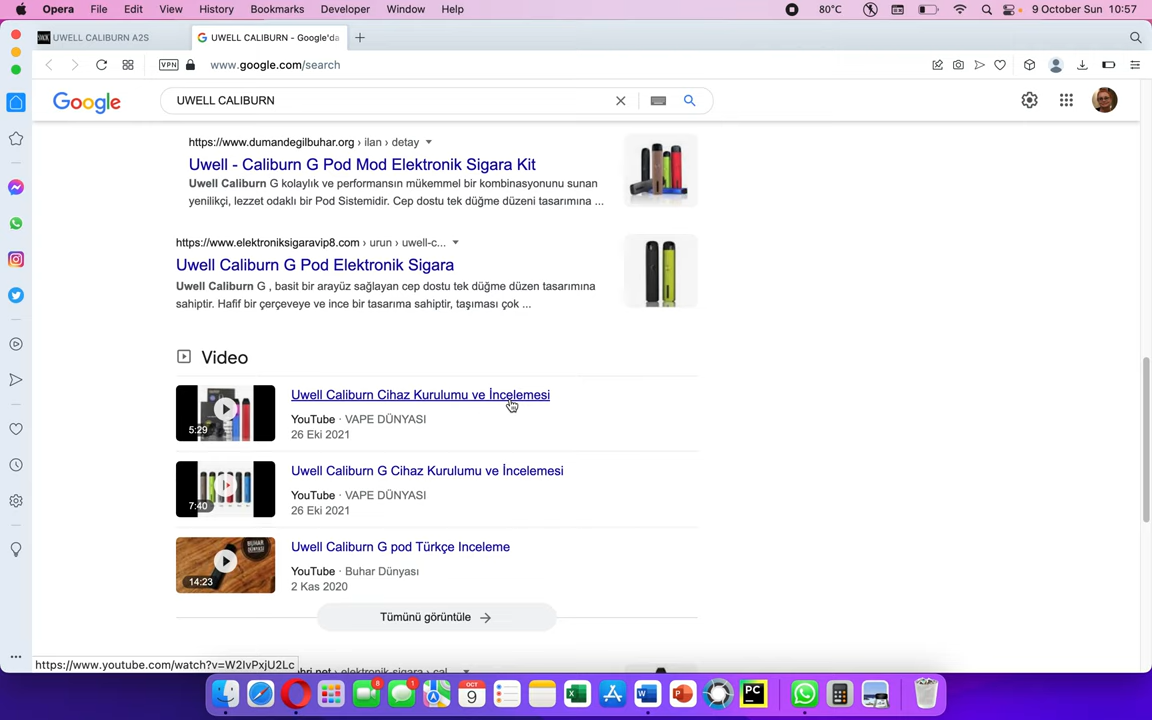 Opera File Edit View History Bookmarks Developer Window Help 80°C 9 October Sun 10:57
UWELL CALIBURN A2S
UWELL CALIBURN - Google'da
VPN www.google.com/search
Google UWELL CALIBURN
https://www.dumandegilbuhar.org › ilan › detay
Uwell - Caliburn G Pod Mod Elektronik Sigara Kit
Uwell Caliburn G kolaylık ve performansın mükemmel bir kombinasyonunu sunan
yenilikçi, lezzet odaklı bir Pod Sistemidir. Cep dostu tek düğme düzeni tasarımına ...
https://www.elektroniksigaravip8.com › urun › uwell-c...
Uwell Caliburn G Pod Elektronik Sigara
Uwell Caliburn G , basit bir arayüz sağlayan cep dostu tek düğme düzen tasarımına
sahiptir. Hafif bir çerçeveye ve ince bir tasarıma sahiptir, taşıması çok ...
Video
Uwell Caliburn Cihaz Kurulumu ve İncelemesi
YouTube · VAPE DÜNYASI
5:29
26 Eki 2021
Uwell Caliburn G Cihaz Kurulumu ve İncelemesi
YouTube · VAPE DÜNYASI
7:40
26 Eki 2021
Uwell Caliburn G pod Türkçe Inceleme
YouTube · Buhar Dünyası
14:23
2 Kas 2020
Tümünü görüntüle
https://www.youtube.com/watch?v=W2IvPxjU2Lc
8
1
OCT
9
PC